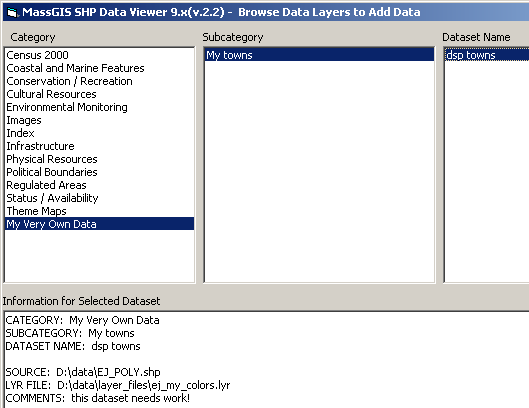 MassGIS SHP Data Viewer 9.x(v.2.2) - Browse Data Layers to Add Data
Category
Subcategory
Dataset Name
Census 2000
Coastal and Marine Features
Conservation / Recreation
Cultural Resources
Environmental Monitoring
Images
Index
Infrastructure
Physical Resources
Political Boundaries
Regulated Areas
Status / Availability
Theme Maps
My Very Own Data
My towns
dsp towns
Information for Selected Dataset
CATEGORY: My Very Own Data
SUBCATEGORY: My towns
DATASET NAME: dsp towns
SOURCE: D:\data\EJ_POLY.shp
LYR FILE: D:\data\layer_files\ej_my_colors.lyr
COMMENTS: this dataset needs work!